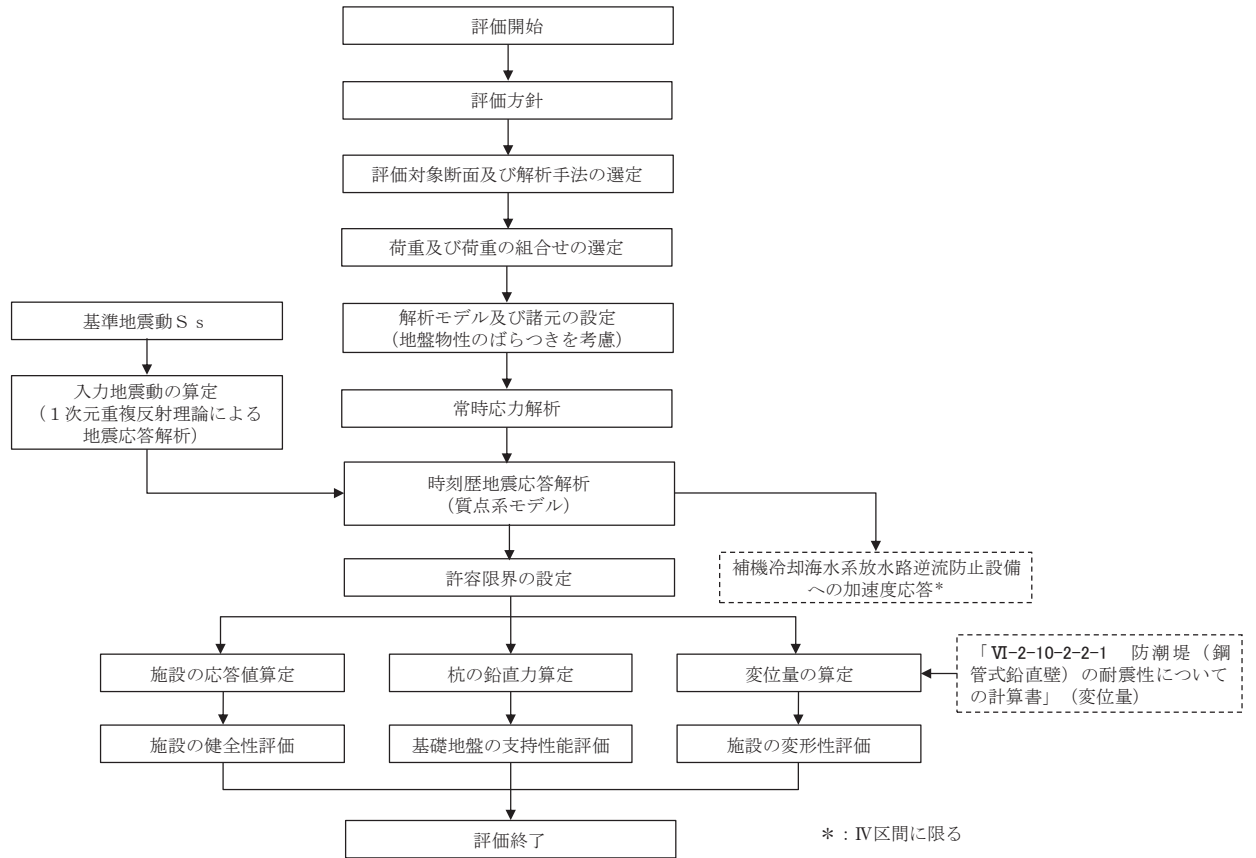 評価開始
評価方針
評価対象断面及び解析手法の選定
荷重及び荷重の組合せの選定
基準地震動Ｓｓ
解析モデル及び諸元の設定
(地盤物性のばらつきを考慮)
入力地震動の算定
（１次元重複反射理論による
地震応答解析）
常時応力解析
時刻歴地震応答解析
(質点系モデル)
許容限界の設定
補機冷却海水系放水路逆流防止設備
への加速度応答*
施設の応答値算定
杭の鉛直力算定
変位量の算定
「Ⅵ-2-10-2-2-1　防潮堤（鋼
管式鉛直壁）の耐震性について
の計算書」（変位量）
施設の健全性評価
基礎地盤の支持性能評価
施設の変形性評価
評価終了
＊：Ⅳ区間に限る